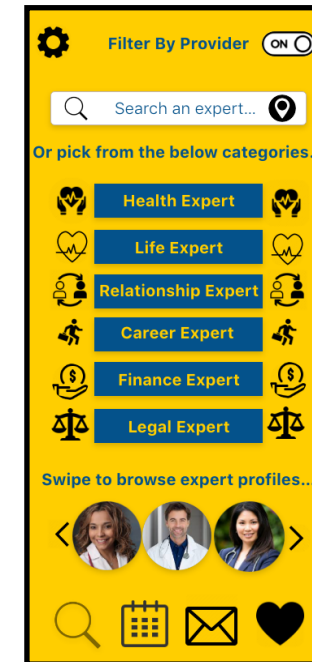 Filter By Provider ON
Search an expert...
Or pick from the below categories.
Health Expert
Life Expert
Relationship Expert
Career Expert
$ Finance Expert $
Legal Expert
Swipe to browse expert profiles...